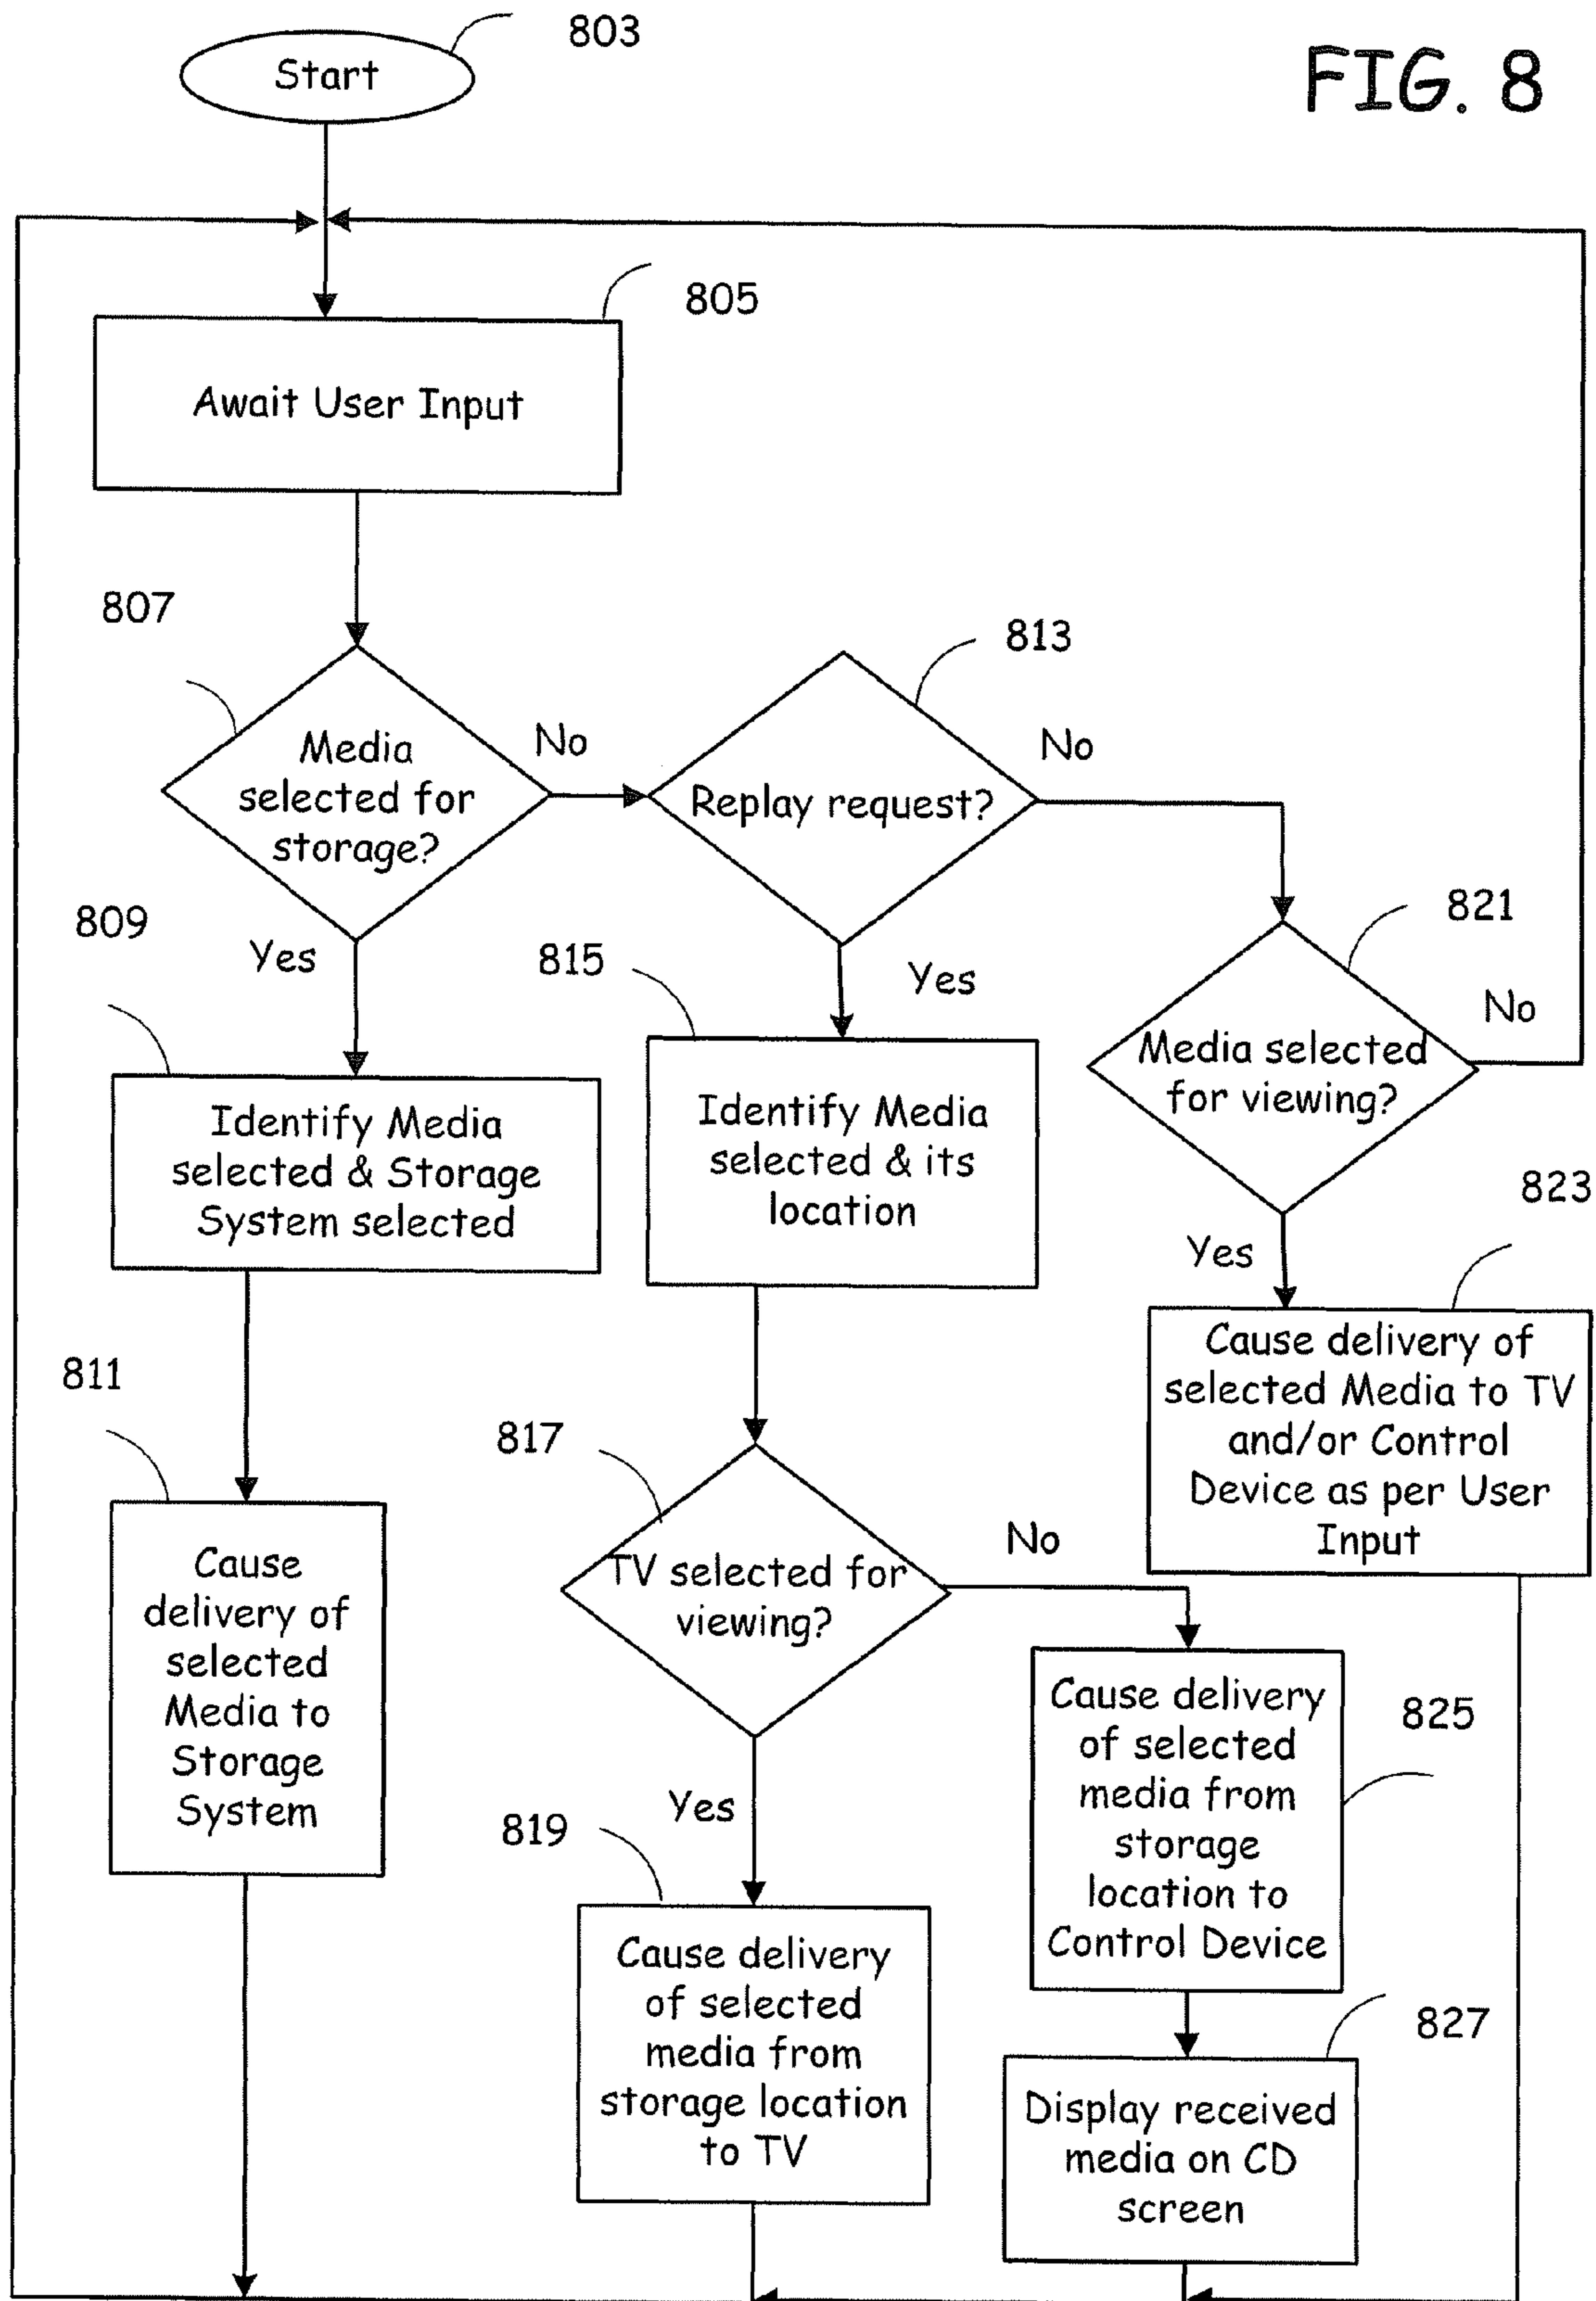 803
Start
FIG. 8
805
Await User Input
807
813
Media
selected for
storage?
No
Replay request?
No
809
Yes
815
Yes
821
Media selected
for viewing?
No
Identify Media
selected & Storage
System selected
Identify Media
selected & its
location
823
Yes
Cause delivery of
selected Media to TV
and/or Control
Device as per User
Input
811
817
TV selected for
viewing?
No
Cause
delivery of
selected
Media to
Storage
System
Cause delivery
of selected
media from
storage
location to
Control Device
825
Yes
819
Cause delivery
of selected
media from
storage location
to TV
827
Display received
media on CD
screen